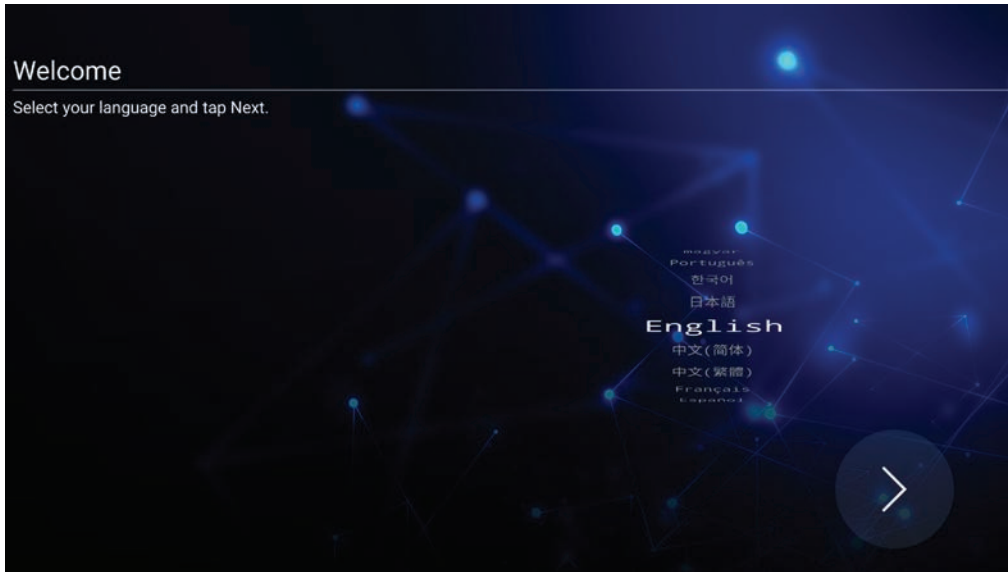 Welcome
Select your language and tap Next.
magyar
Português
한국어
日本語
English
中文(简体)
中文(繁體)
Français
Español